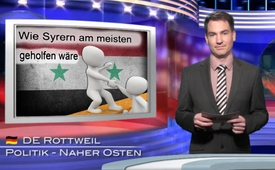 Wie Syrern am meisten
geholfen wäre
DE ROTTWEIL
POLITIK - NAHER OSTEN